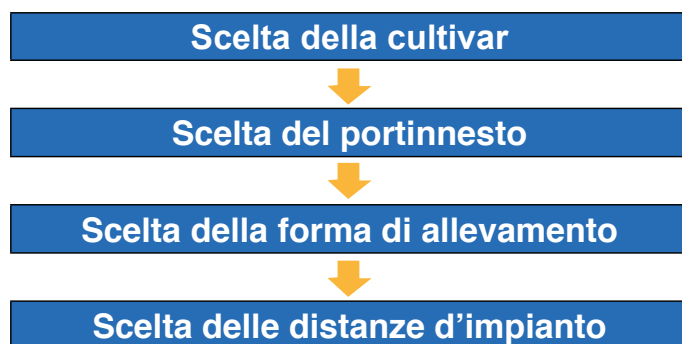 Scelta della cultivar
Scelta del portinnesto
Scelta della forma di allevamento
Scelta delle distanze d’impianto